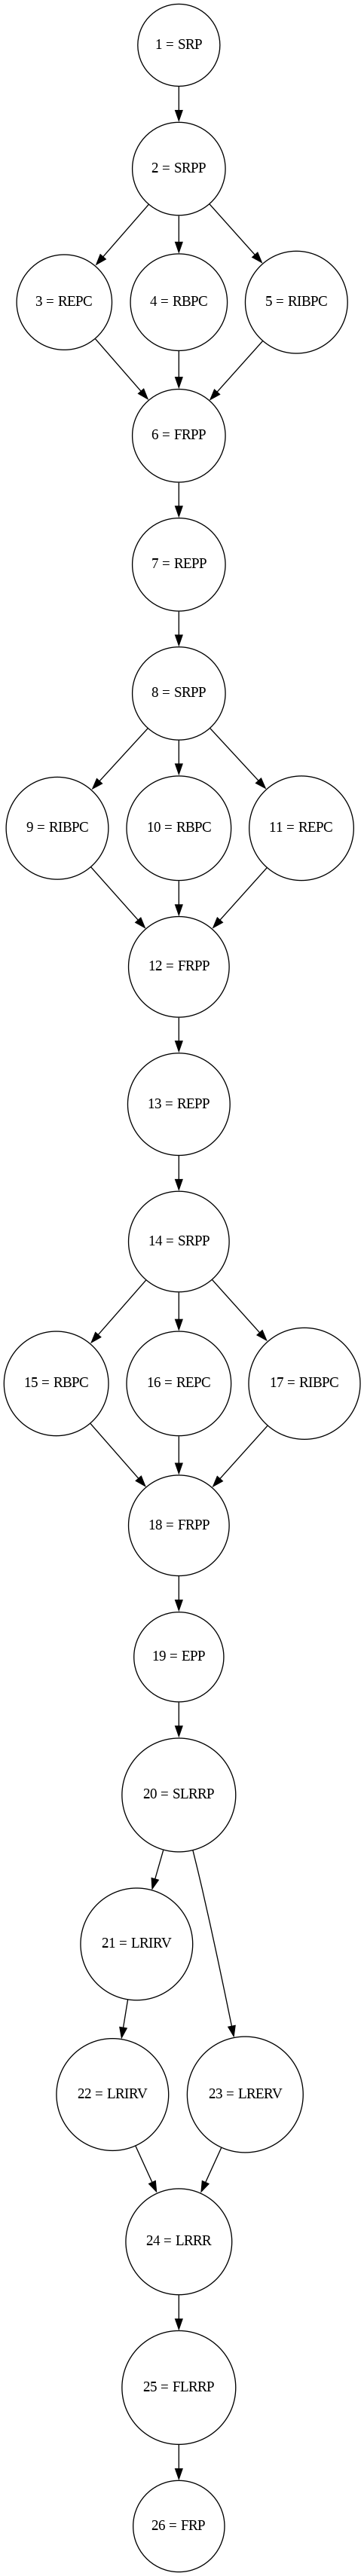 1 = SRP
2 = SRPP
3 = REPC
4 = RBPC
5 = RIBPC
6 = FRPP
7 = REPP
8 = SRPP
9 = RIBPC
10 = RBPC
11 = REPC
12 = FRPP
13 = REPP
14 = SRPP
15 = RBPC
16 = REPC
17 = RIBPC
18 = FRPP
19 = EPP
20 = SLRRP
21 = LRIRV
22 = LRIRV
23 = LRERV
24 = LRRR
25 = FLRRP
26 = FRP